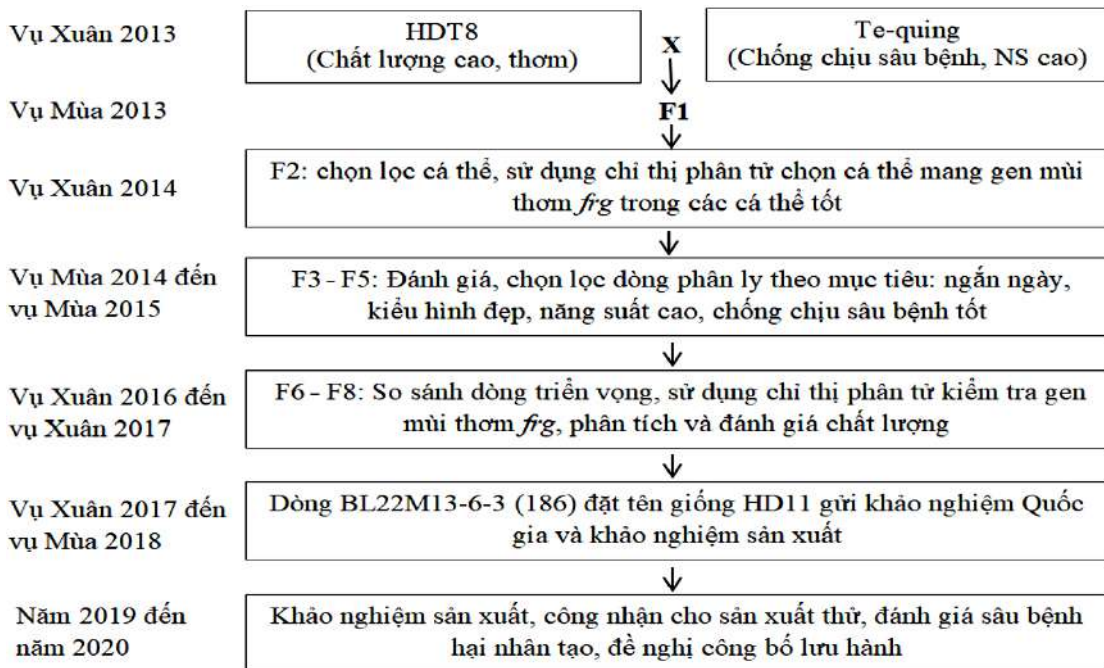 Vụ Xuân 2013
HDT8
(Chất lượng cao, thơm)
X
Te-quing
(Chống chịu sâu bệnh, NS cao)
Vụ Mùa 2013
F1
Vụ Xuân 2014
F2: chọn lọc cá thể, sử dụng chỉ thị phân tử chọn cá thể mang gen mùi
thơm frg trong các cá thể tốt
Vụ Mùa 2014 đến
vụ Mùa 2015
F3 - F5: Đánh giá, chọn lọc dòng phân ly theo mục tiêu: ngắn ngày,
kiểu hình đẹp, năng suất cao, chống chịu sâu bệnh tốt
Vụ Xuân 2016 đến
vụ Xuân 2017
F6 - F8: So sánh dòng triển vọng, sử dụng chỉ thị phân tử kiểm tra gen
mùi thơm frg, phân tích và đánh giá chất lượng
Vụ Xuân 2017 đến
vụ Mùa 2018
Dòng BL22M13-6-3 (186) đặt tên giống HD11 gửi khảo nghiệm Quốc
gia và khảo nghiệm sản xuất
Năm 2019 đến
năm 2020
Khảo nghiệm sản xuất, công nhận cho sản xuất thử, đánh giá sâu bệnh
hại nhân tạo, đề nghị công bố lưu hành